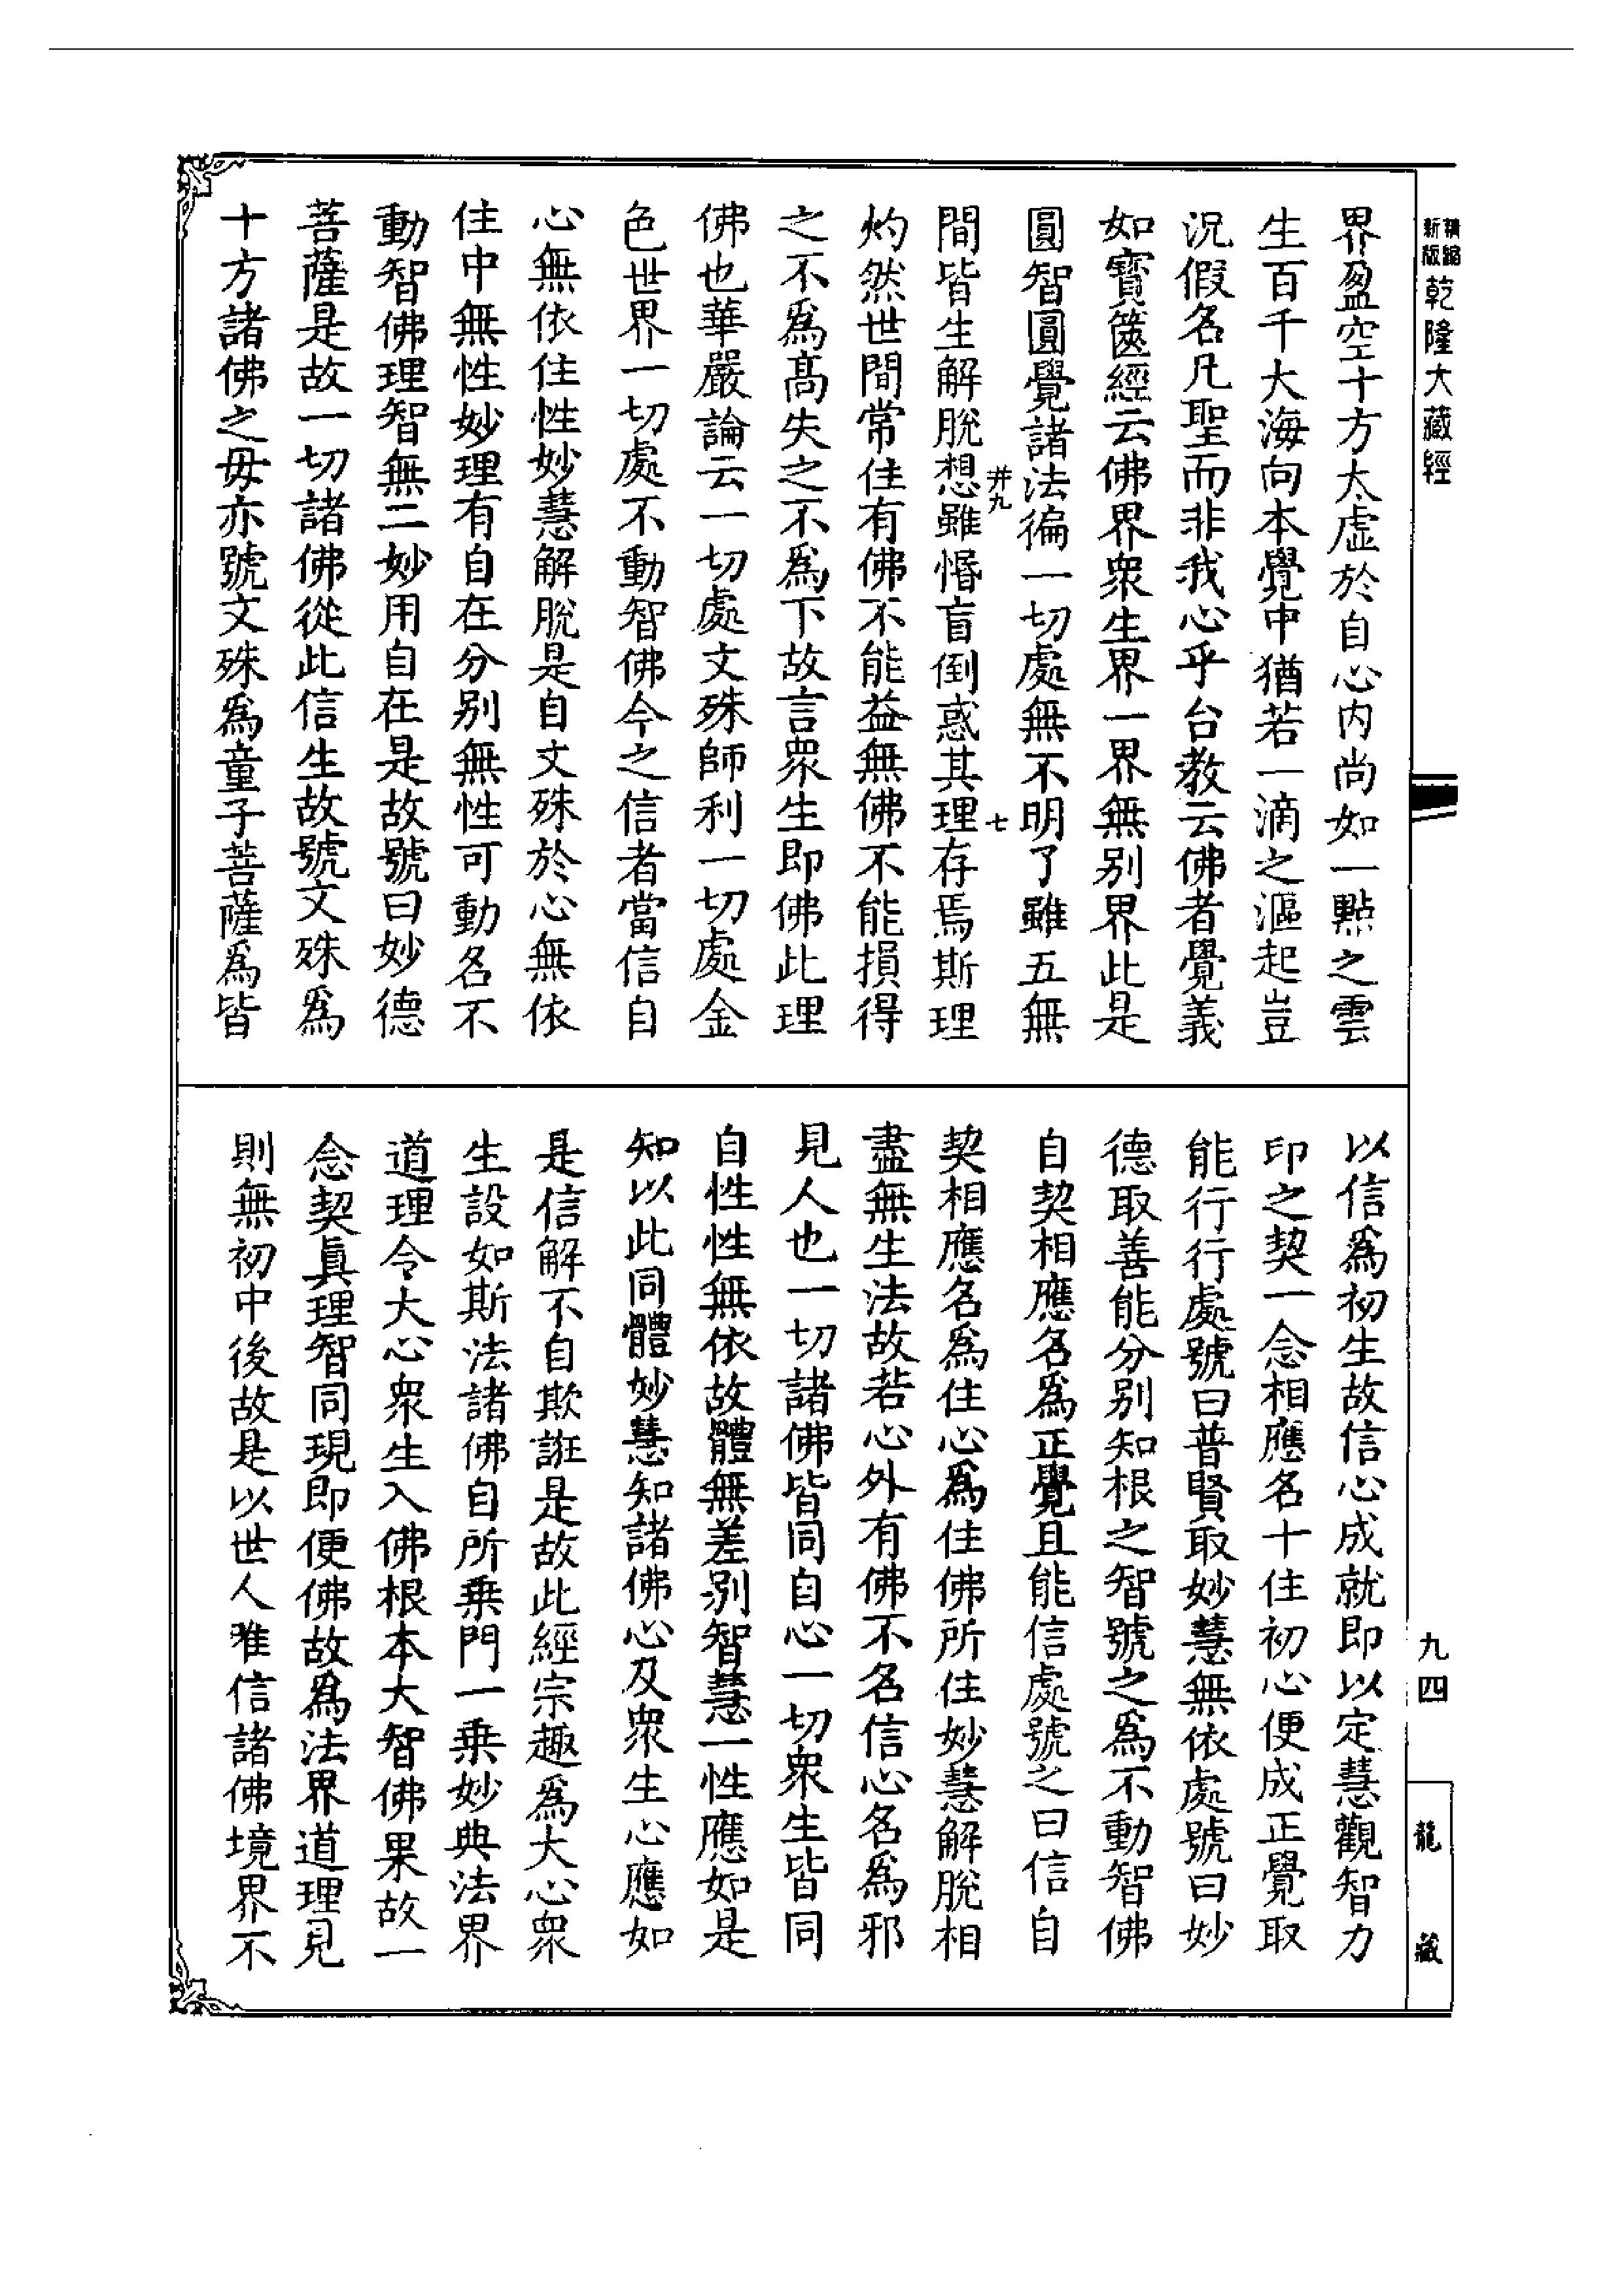 新版
精編
乾隆大藏經
界盈空十方太虛於自心內尚如一點之雲
生百千大海向本覺中猶若一滴之漚起豈
況假名凡聖而非我心乎台教云佛者覺義
如寶篋經云佛界衆生界一界無別界此是
圓智圓覺諸法徧一切處無不明了雖五無
井九
七
間皆生解脫想雖惛盲倒惑其理存焉斯理
灼然世間常住有佛不能益無佛不能損得
之不爲高失之不爲下故言衆生即佛此理
佛也華嚴論云一切處文殊師利一切處金
色世界一切處不動智佛今之信者當信自
心無依住性妙慧解脫是自文殊於心無依
住中無性妙理有自在分別無性可動名不
動智佛理智無二妙用自在是故號曰妙德
菩薩是故一切諸佛從此信生故號文殊爲
十方諸佛之母亦號文殊爲童子菩薩爲皆
以信爲初生故信心成就即以定慧觀智力
印之契一念相應名十住初心便成正覺取
能行行處號曰普賢取妙慧無依處號曰妙
德取善能分別知根之智號之爲不動智佛
自契相應名爲正覺且能信處號之曰信自
契相應名爲住心爲住佛所住妙慧解脫相
盡無生法故若心外有佛不名信心名爲邪
見人也一切諸佛皆同自心一切衆生皆同
自性性無依故體無差別智慧一性應如是
知以此同體妙慧知諸佛心及衆生心應如
是信解不自欺誑是故此經宗趣爲大心衆
生設如斯法諸佛自所乗門一乗妙典法界
道理令大心衆生入佛根本大智佛果故一
念契眞理智同現即便佛故爲法界道理見
則無初中後故是以世人唯信諸佛境界不
九四
龍藏